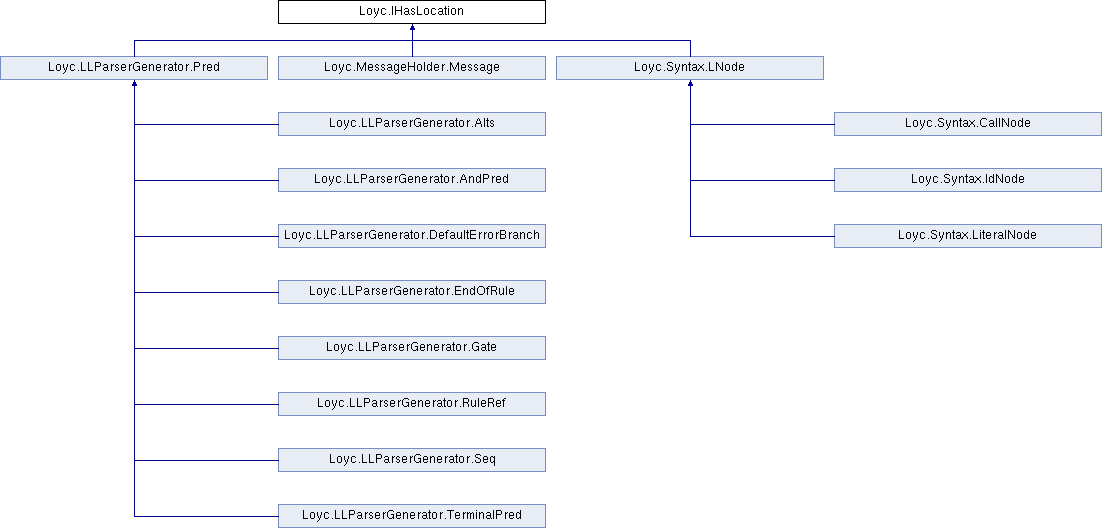 Loyc.IHasLocation
Loyc.LLParserGenerator.Pred
Loyc.MessageHolder.Message
Loyc.Syntax.LNode
Loyc.LLParserGenerator.Alts
Loyc.Syntax.CallNode
Loyc.LLParserGenerator.AndPred
Loyc.Syntax.IdNode
Loyc.LLParserGenerator.DefaultErrorBranch
Loyc.Syntax.LiteralNode
Loyc.LLParserGenerator.EndOfRule
Loyc.LLParserGenerator.Gate
Loyc.LLParserGenerator.RuleRef
Loyc.LLParserGenerator.Seq
Loyc.LLParserGenerator.TerminalPred